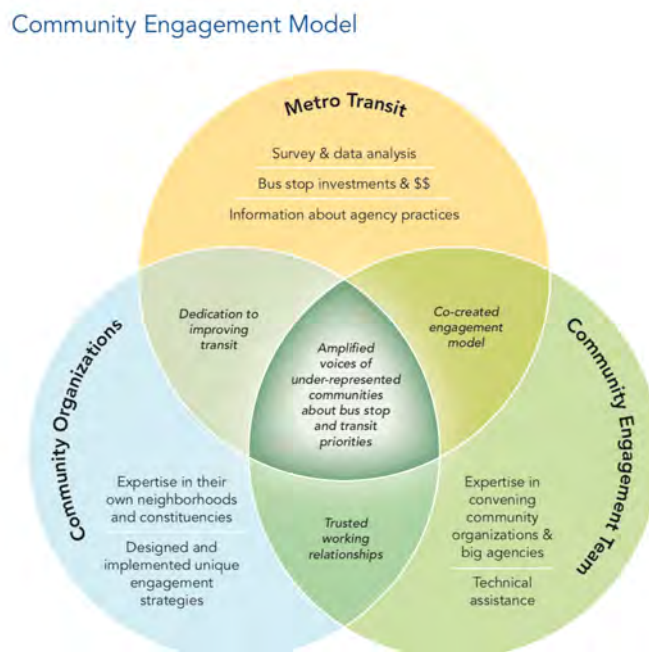 Community Engagement Model
Metro Transit
Survey & data analysis
Bus stop investments & $$
Information about agency practices
Dedication to
improving
transit
Co-created
engagement
model
Amplified
voices of
under-represented
communities
about bus stop
and transit
priorities
Community Organizations
Community Engagement Team
Expertise in their
own neighborhoods
and constituencies
Designed and
implemented unique
engagement
strategies
Trusted
working
relationships
Expertise in
convening
community
organizations &
big agencies
Technical
assistance